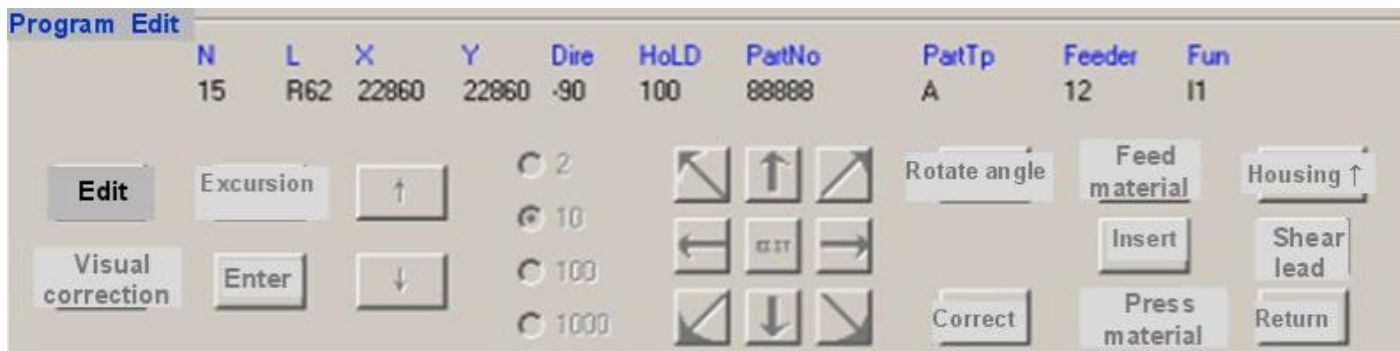 Program Edit
N L X Y Dire HoLD PartNo PartTp Feeder Fun
15 R62 22860 22860 -90 100 88888 A 12 I1
Edit
Excursion
↑
2
10
100
1000
Rotate angle
Feed
material
Housing ↑
Visual
correction
Enter
↓
EXIT
Insert
Shear
lead
Correct
Press
material
Return